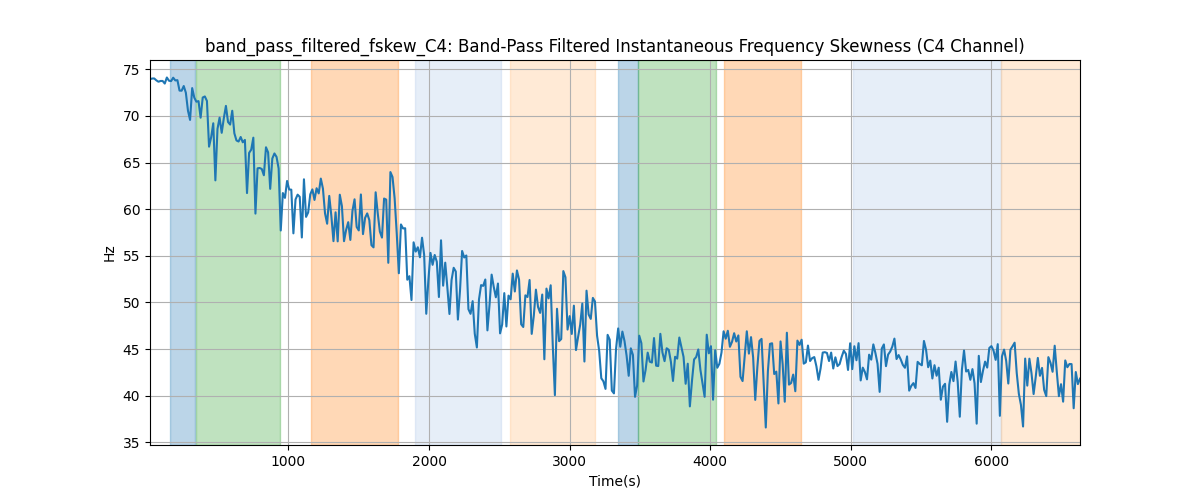 band_pass_filtered_fskew_C4: Band-Pass Filtered Instantaneous Frequency Skewness (C4 Channel)
75
70
65
60
55
50
45
40
35
Hz
1000 2000 3000 4000 5000 6000
Time(s)